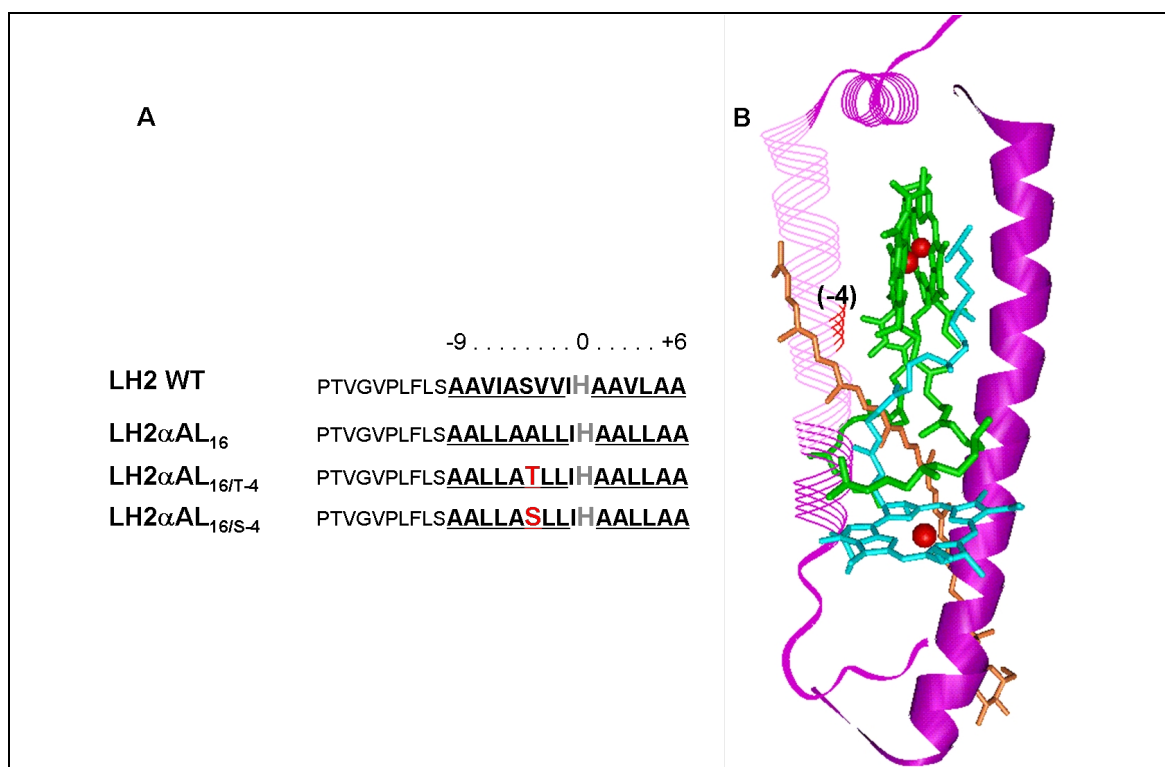 A
B
(-4)
-9 . . . . . . . . 0 . . . . . +6
LH2 WT PTVGVPLFLSAAVIASVVIHAAVLAA
LH2αAL16 PTVGVPLFLSAALLAALLIHAALLAA
LH2αAL16/T-4 PTVGVPLFLSAALLATLLIHAALLAA
LH2αAL16/S-4 PTVGVPLFLSAALLASLLIHAALLAA